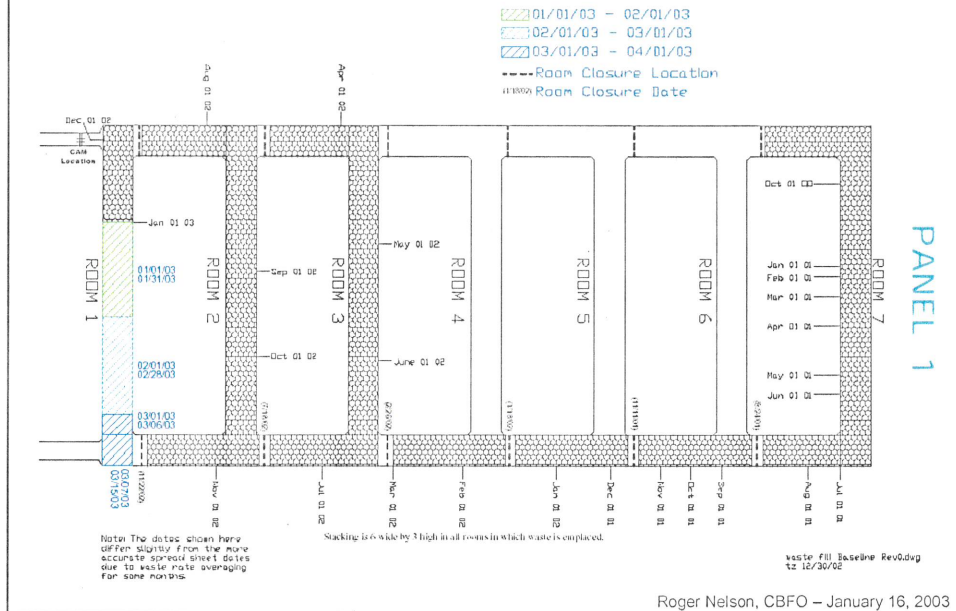 01/01/03 - 02/01/03
02/01/03 - 03/01/03
03/01/03 - 04/01/03
Room Closure Location
(1/18/02) Room Closure Date
Aug 01 02
Apr 01 02
Dec 01 02
CAM
Location
Oct 01
Jan 01 03
May 01 02
PANEL 1
ROOM 1
01/01/03
01/31/03
ROOM 2
Sep 01 02
ROOM 3
ROOM 4
ROOM 5
ROOM 6
Jan 01 01
Feb 01 01
Mar 01 01
ROOM 7
Apr 01 01
Oct 01 02
June 01 02
02/01/03
02/28/03
May 01 01
Jun 01 01
03/01/03
03/06/03
03/07/03
03/15/03
(11/22/02)
Nov 01 02
Jul 01 02
Mar 01 02
Feb 01 02
Jan 01 02
Dec 01 01
Nov 01 01
Oct 01 01
Sep 01 01
Aug 01 01
Jul 01 01
Note: The dates shown here
differ slightly from the more
accurate spread sheet dates
due to waste rate averaging
for some months.
Stacking is 6 wide by 3 high in all rooms in which waste is emplaced.
waste fill Baseline Rev0.dwg
tz 12/30/02
Roger Nelson, CBFO – January 16, 2003